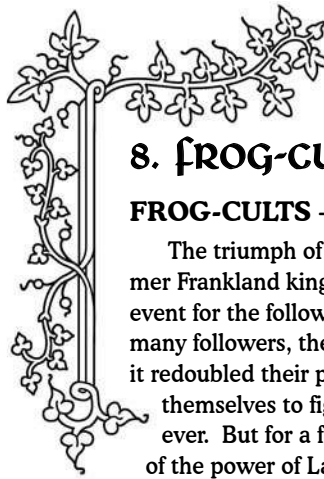 8. FROG-CU
FROG-CULTS -
The triumph of
mer Frankland king
event for the follow
many followers, the
it redoubled their p
themselves to fig
ever. But for a f
of the power of La